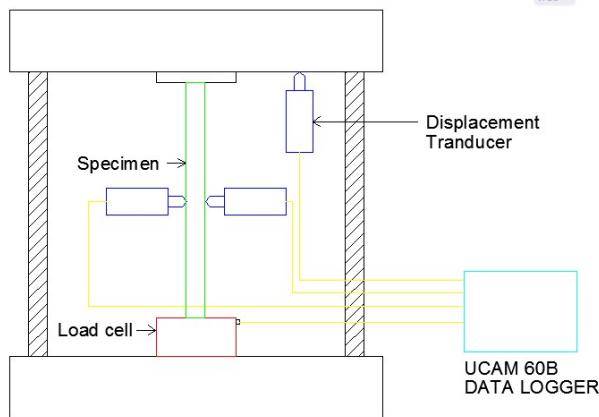 Displacement
Tranducer
Specimen
Load cell
UCAM 60B
DATA LOGGER